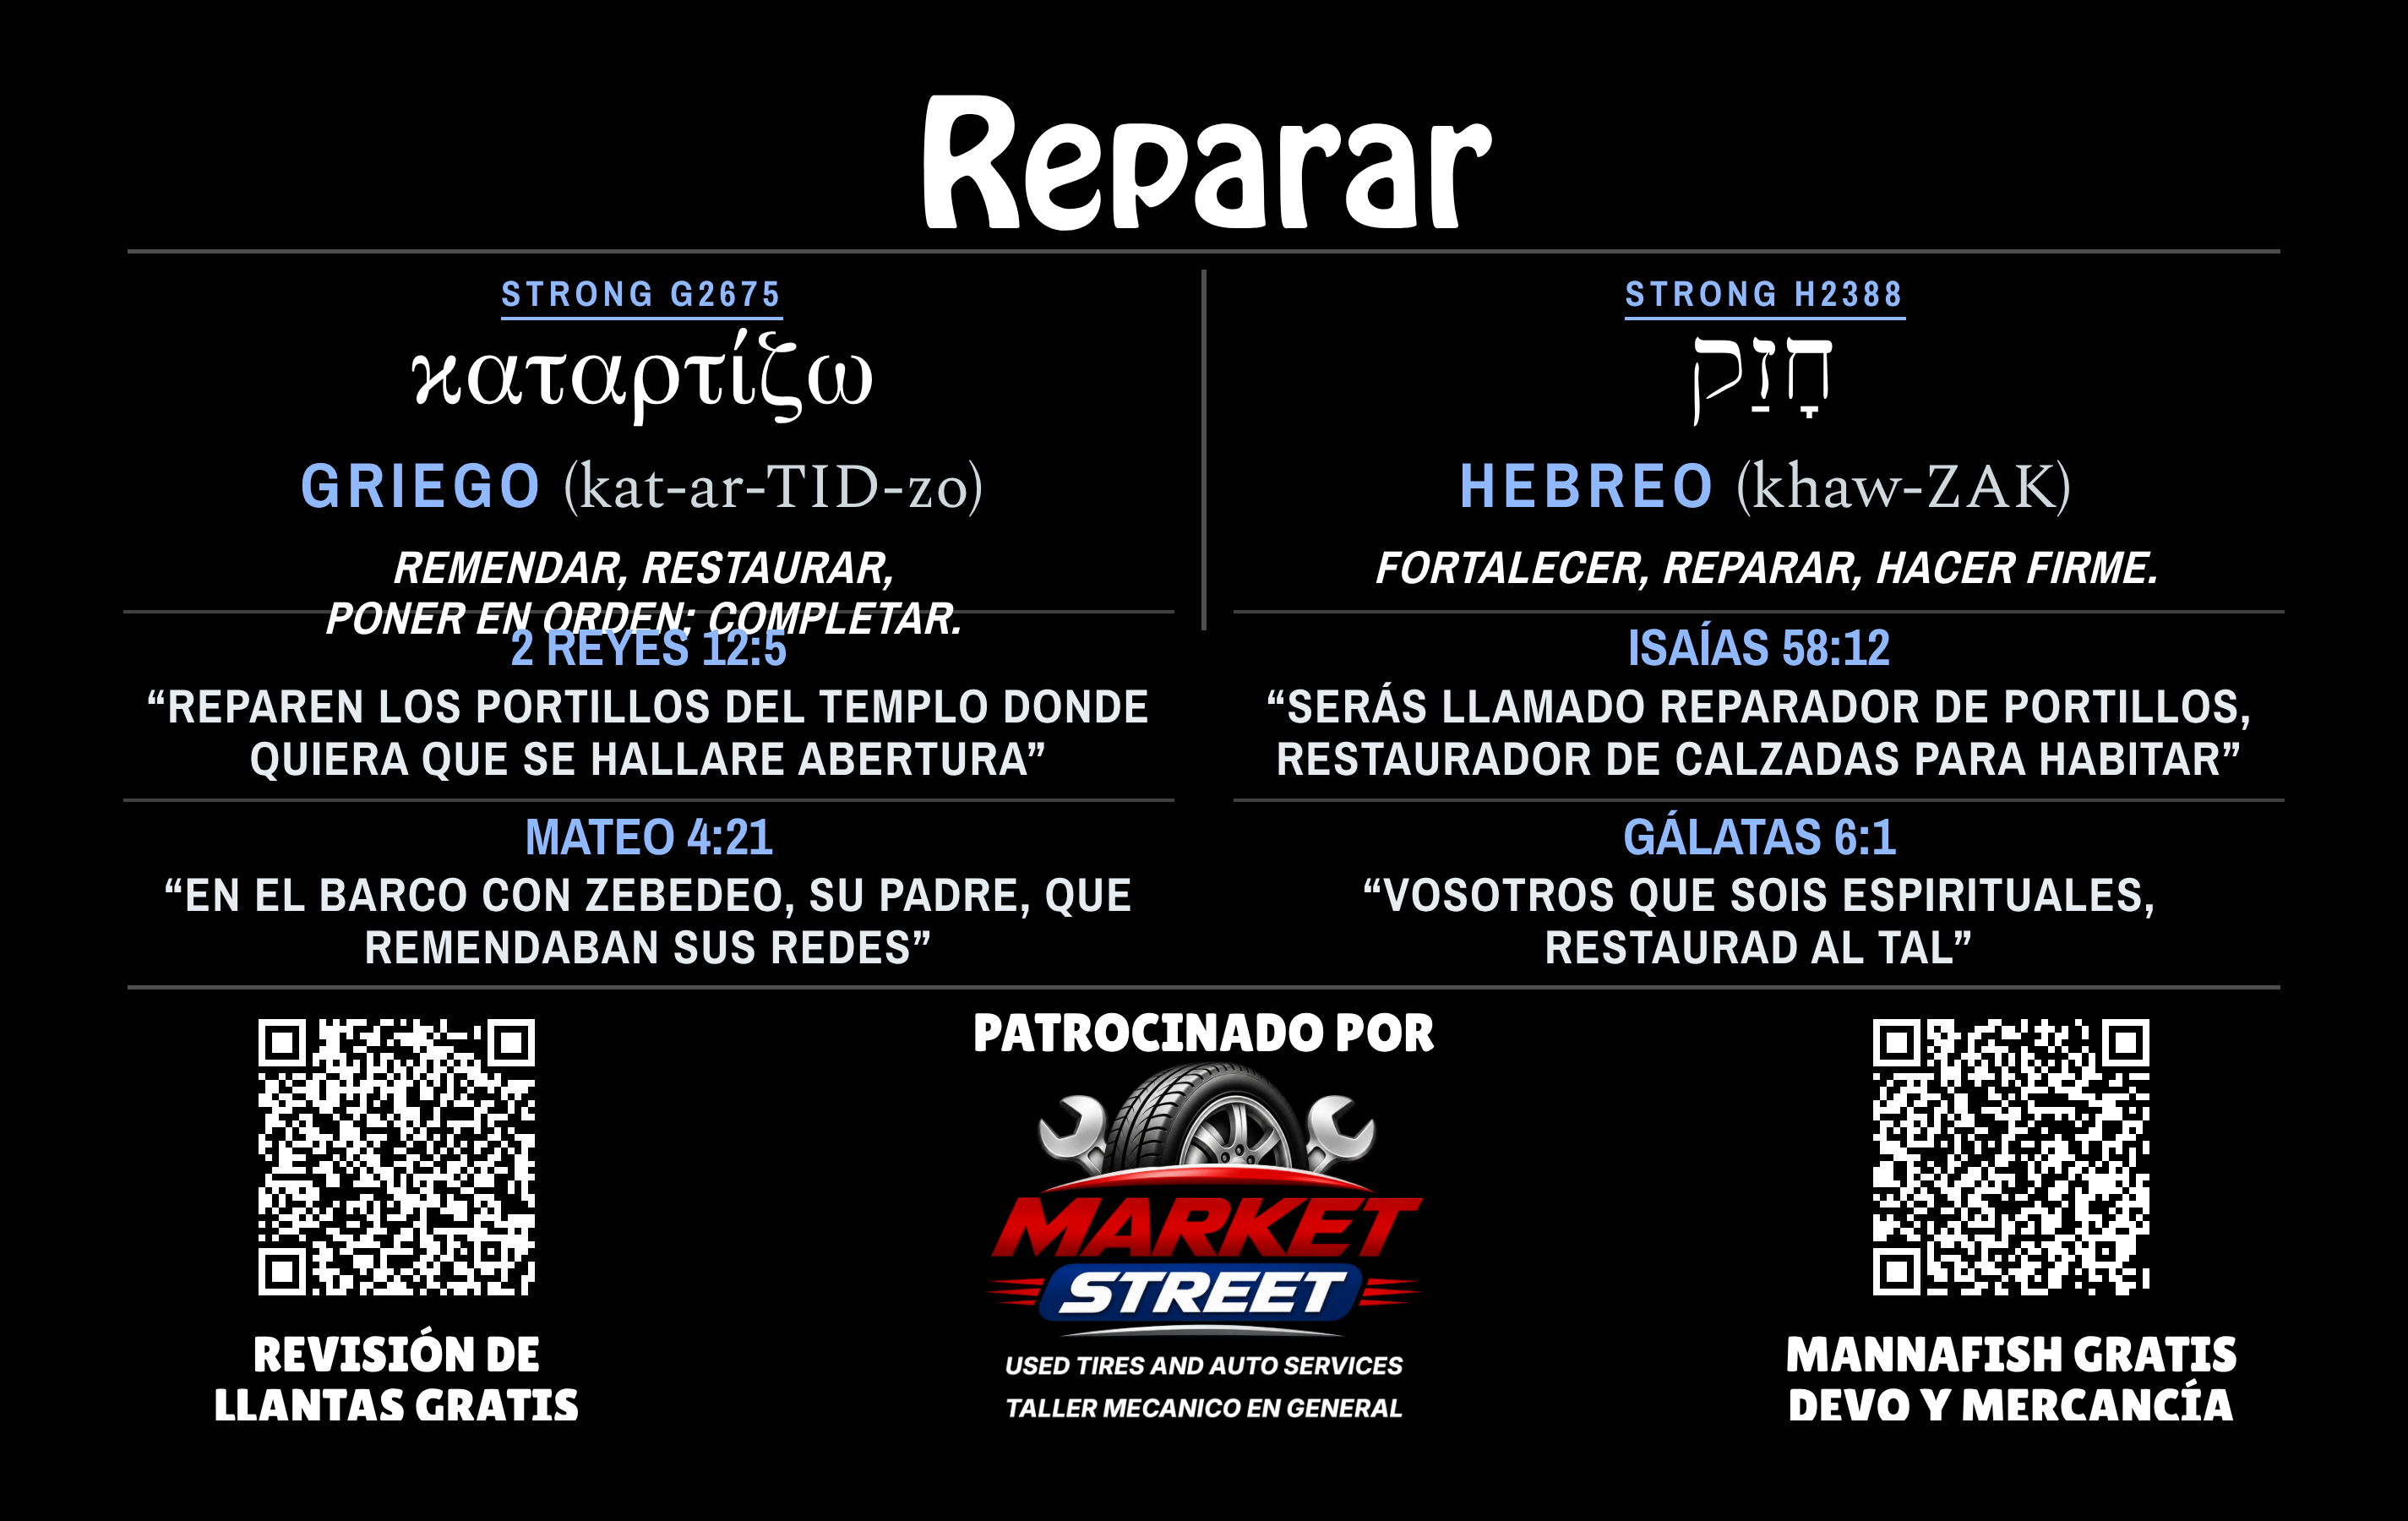 Reparar
STRONG G2675
καταρτίζω
GRIEGO (kat-ar-TID-zo)
REMENDAR, RESTAURAR,
PONER EN ORDEN; COMPLETAR.
STRONG H2388
חָזַק
HEBREO (khaw-ZAK)
FORTALECER, REPARAR, HACER FIRME.
2 REYES 12:5
“REPAREN LOS PORTILLOS DEL TEMPLO DONDE
QUIERA QUE SE HALLARE ABERTURA”
ISAÍAS 58:12
“SERÁS LLAMADO REPARADOR DE PORTILLOS,
RESTAURADOR DE CALZADAS PARA HABITAR”
MATEO 4:21
“EN EL BARCO CON ZEBEDEO, SU PADRE, QUE
REMENDABAN SUS REDES”
GÁLATAS 6:1
“VOSOTROS QUE SOIS ESPIRITUALES,
RESTAURAD AL TAL”
REVISIÓN DE
LLANTAS GRATIS
PATROCINADO POR
MARKET
STREET
USED TIRES AND AUTO SERVICES
TALLER MECANICO EN GENERAL
MANNAFISH GRATIS
DEVO Y MERCANCÍA